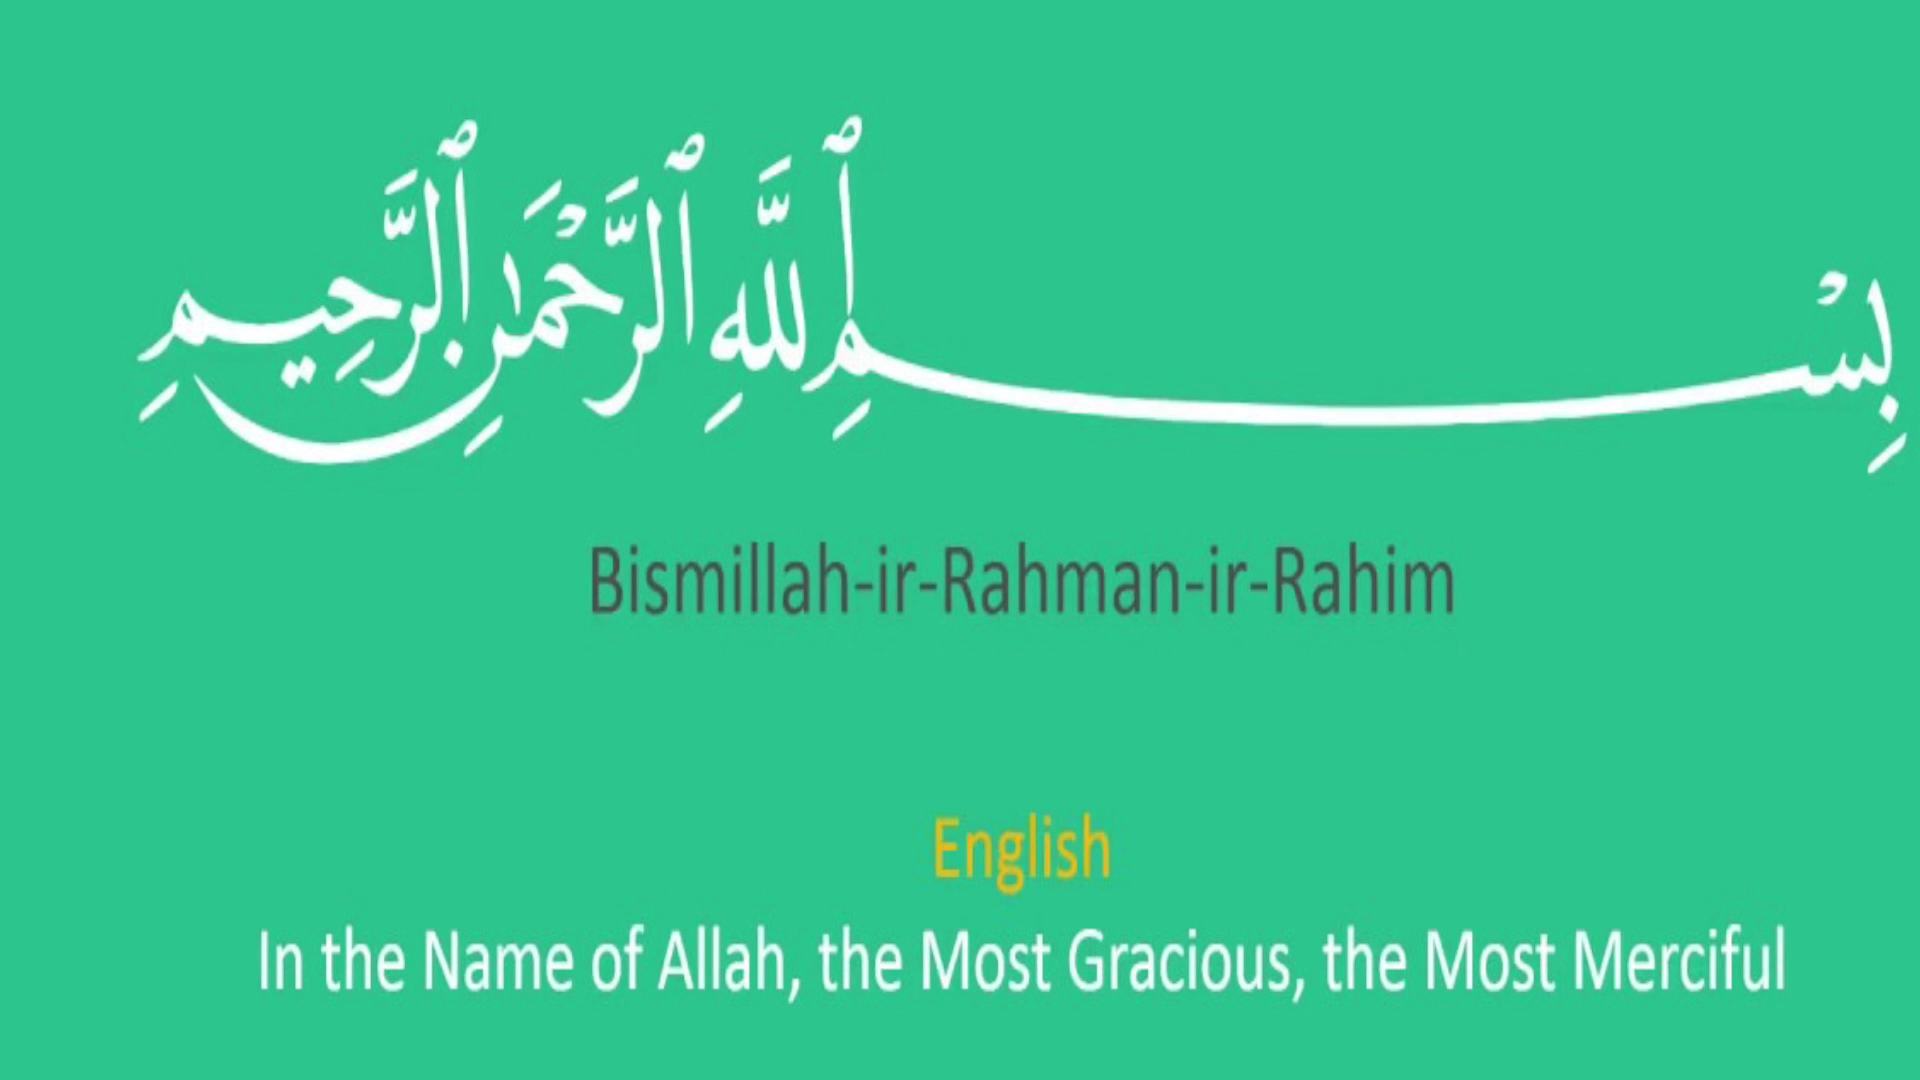 بِسْمِ ٱللَّهِ ٱلرَّحْمَٰنِ ٱلرَّحِيمِ
Bismillah-ir-Rahman-ir-Rahim
English
In the Name of Allah, the Most Gracious, the Most Merciful